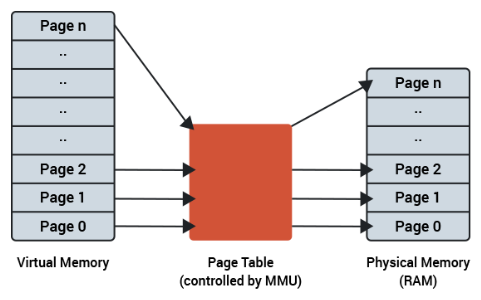 Page n
..
..
..
..
Page 2
Page 1
Page 0
Virtual Memory
Page Table
(controlled by MMU)
Page n
..
..
Page 2
Page 1
Page 0
Physical Memory
(RAM)